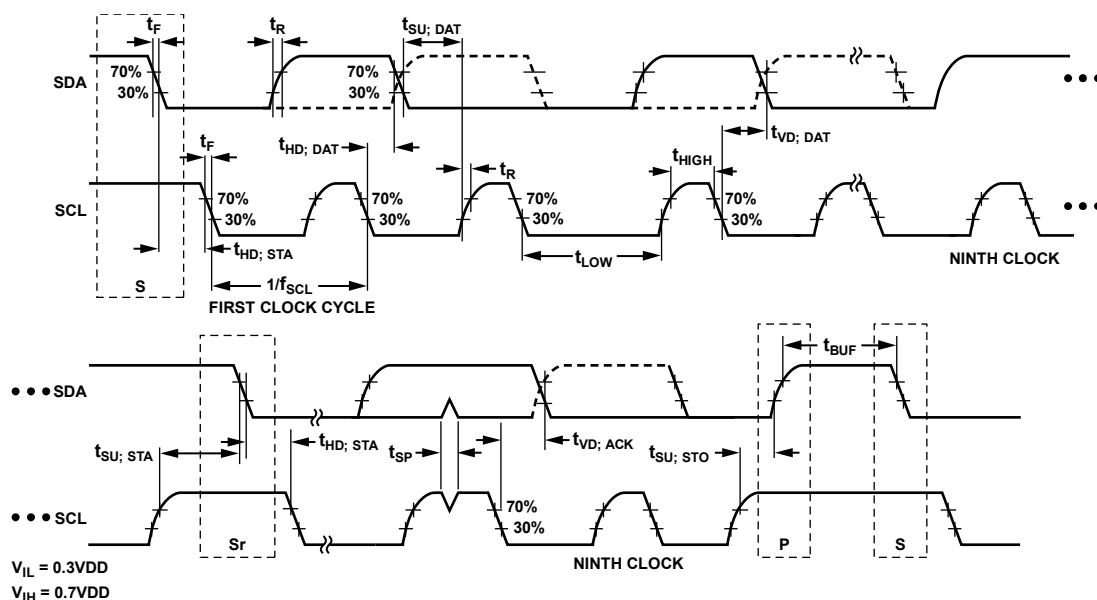 tF tR tSU; DAT
SDA 70% 70%
30% 30%
tF tHD; DAT tR tHIGH tVD; DAT
SCL 70% 70% 70% 70%
30% 30% 30% 30%
tHD; STA tLOW NINTH CLOCK
S 1/fSCL
FIRST CLOCK CYCLE
tBUF
•••SDA
tSU; STA tHD; STA tSP tVD; ACK tSU; STO
•••SCL 70%
30%
Sr NINTH CLOCK P S
VIL = 0.3VDD
VIH = 0.7VDD